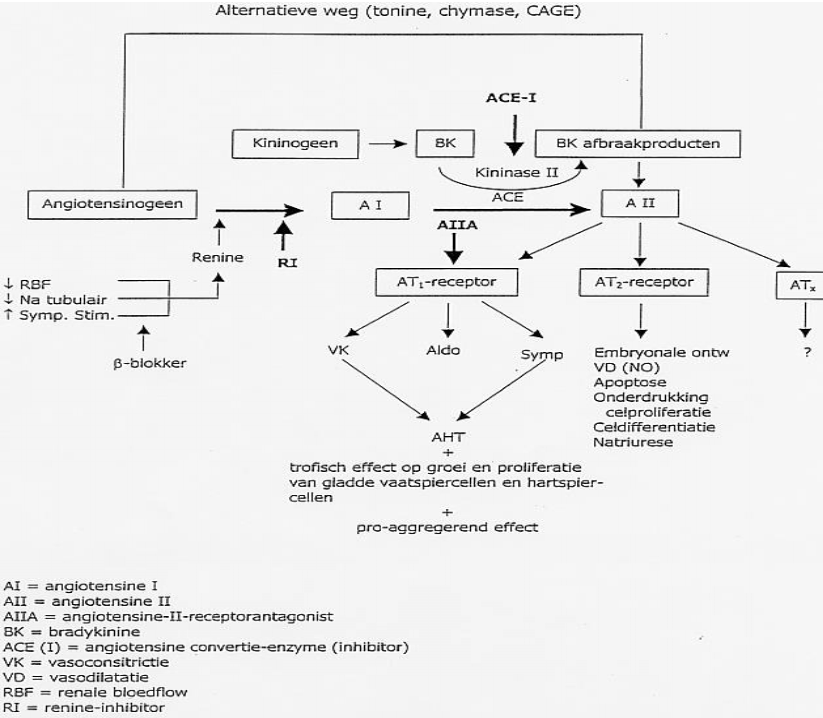 Alternatieve weg (tonine, chymase, CAGE)
ACE-I
Kininogeen
BK
BK afbraakproducten
Kininase II
Angiotensinogeen
A I
ACE
A II
AIIA
Renine
RI
↓ RBF
↓ Na tubulair
↑ Symp. Stim.
β-blokker
AT₁-receptor
AT₂-receptor
ATₓ
VK
Aldo
Symp
Embryonale ontw
VD (NO)
Apoptose
Onderdrukking
celproliferatie
Celdifferentiatie
Natriurese
?
AHT
+
trofisch effect op groei en proliferatie
van gladde vaatspiercellen en hartspier-
cellen
+
pro-aggregerend effect
AI = angiotensine I
AII = angiotensine II
AIIA = angiotensine-II-receptorantagonist
BK = bradykinine
ACE (I) = angiotensine convertie-enzyme (inhibitor)
VK = vasoconsitrictie
VD = vasodilatatie
RBF = renale bloedflow
RI = renine-inhibitor